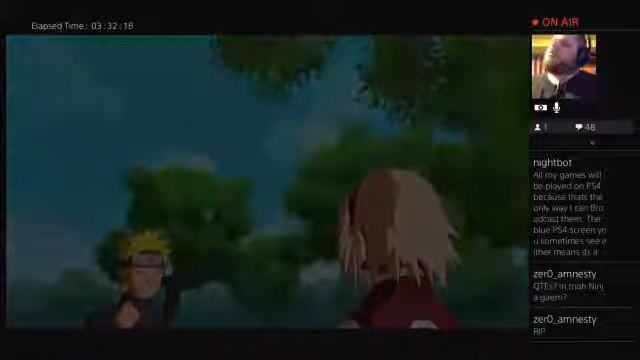 Elapsed Time : 03:32:18
ON AIR
1
48
nightbot
All my games will
be played on PS4
because thats the
only way I can Bro
adcast them. The
blue PS4 screen yo
u sometimes see e
ither means its a
zer0_amnesty
QTEs? In mah Ninj
a gaem?
zer0_amnesty
RIP